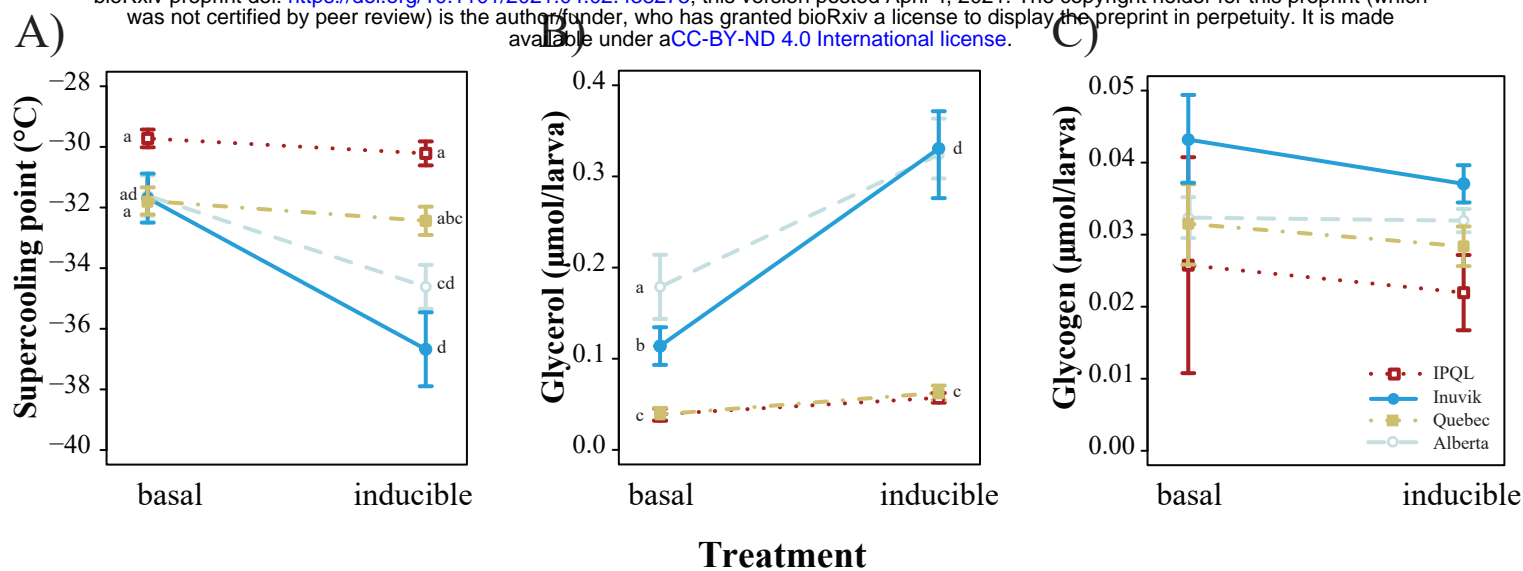 was not certified by peer review) is the author/funder, who has granted bioRxiv a license to display the preprint in perpetuity. It is made
available under aCC-BY-ND 4.0 International license.
A)
B)
C)
Supercooling point (°C)
−28
−30
−32
−34
−36
−38
−40
a
a
ad
a
abc
cd
d
basal
inducible
Glycerol (µmol/larva)
0.4
0.3
0.2
0.1
0.0
a
b
c
d
c
basal
inducible
Glycogen (µmol/larva)
0.05
0.04
0.03
0.02
0.01
0.00
IPQL
Inuvik
Quebec
Alberta
basal
inducible
Treatment